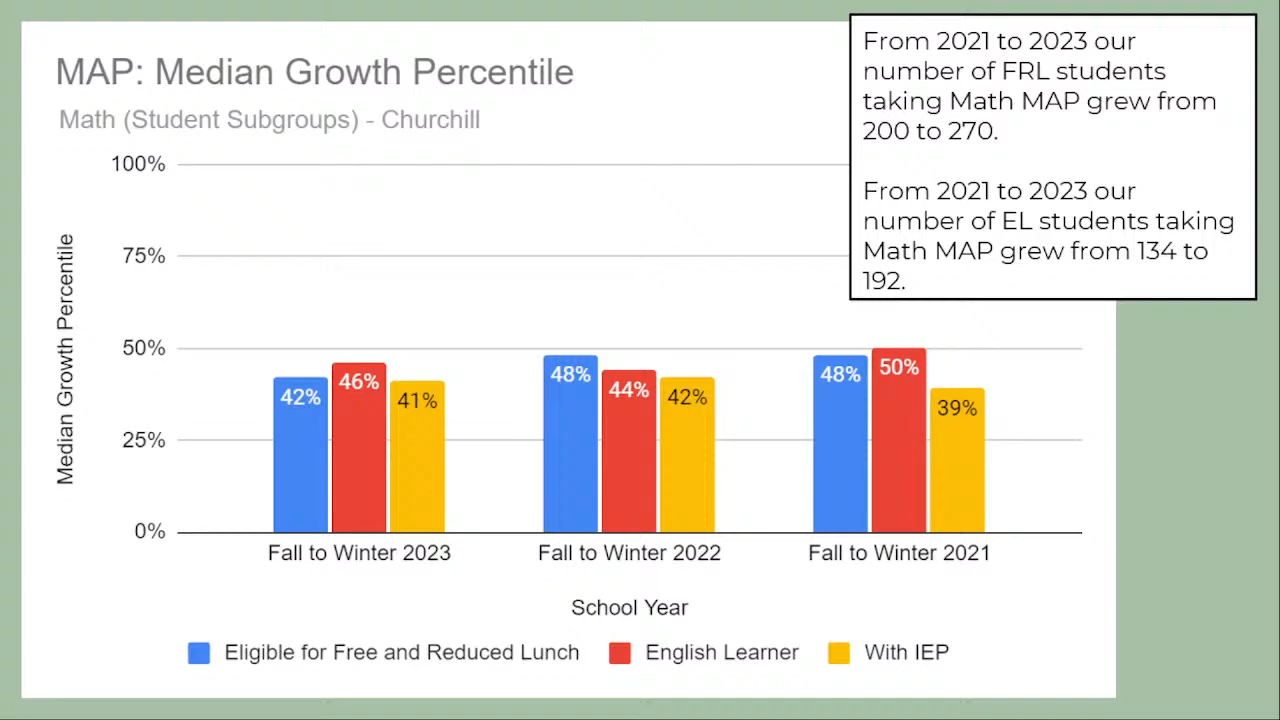 MAP: Median Growth Percentile
Math (Student Subgroups) - Churchill
From 2021 to 2023 our
number of FRL students
taking Math MAP grew from
200 to 270.
From 2021 to 2023 our
number of EL students taking
Math MAP grew from 134 to
192.
Median Growth Percentile
100%
75%
50%
25%
0%
42% 46% 41%
48% 44% 42%
48% 50% 39%
Fall to Winter 2023 Fall to Winter 2022 Fall to Winter 2021
School Year
Eligible for Free and Reduced Lunch English Learner With IEP